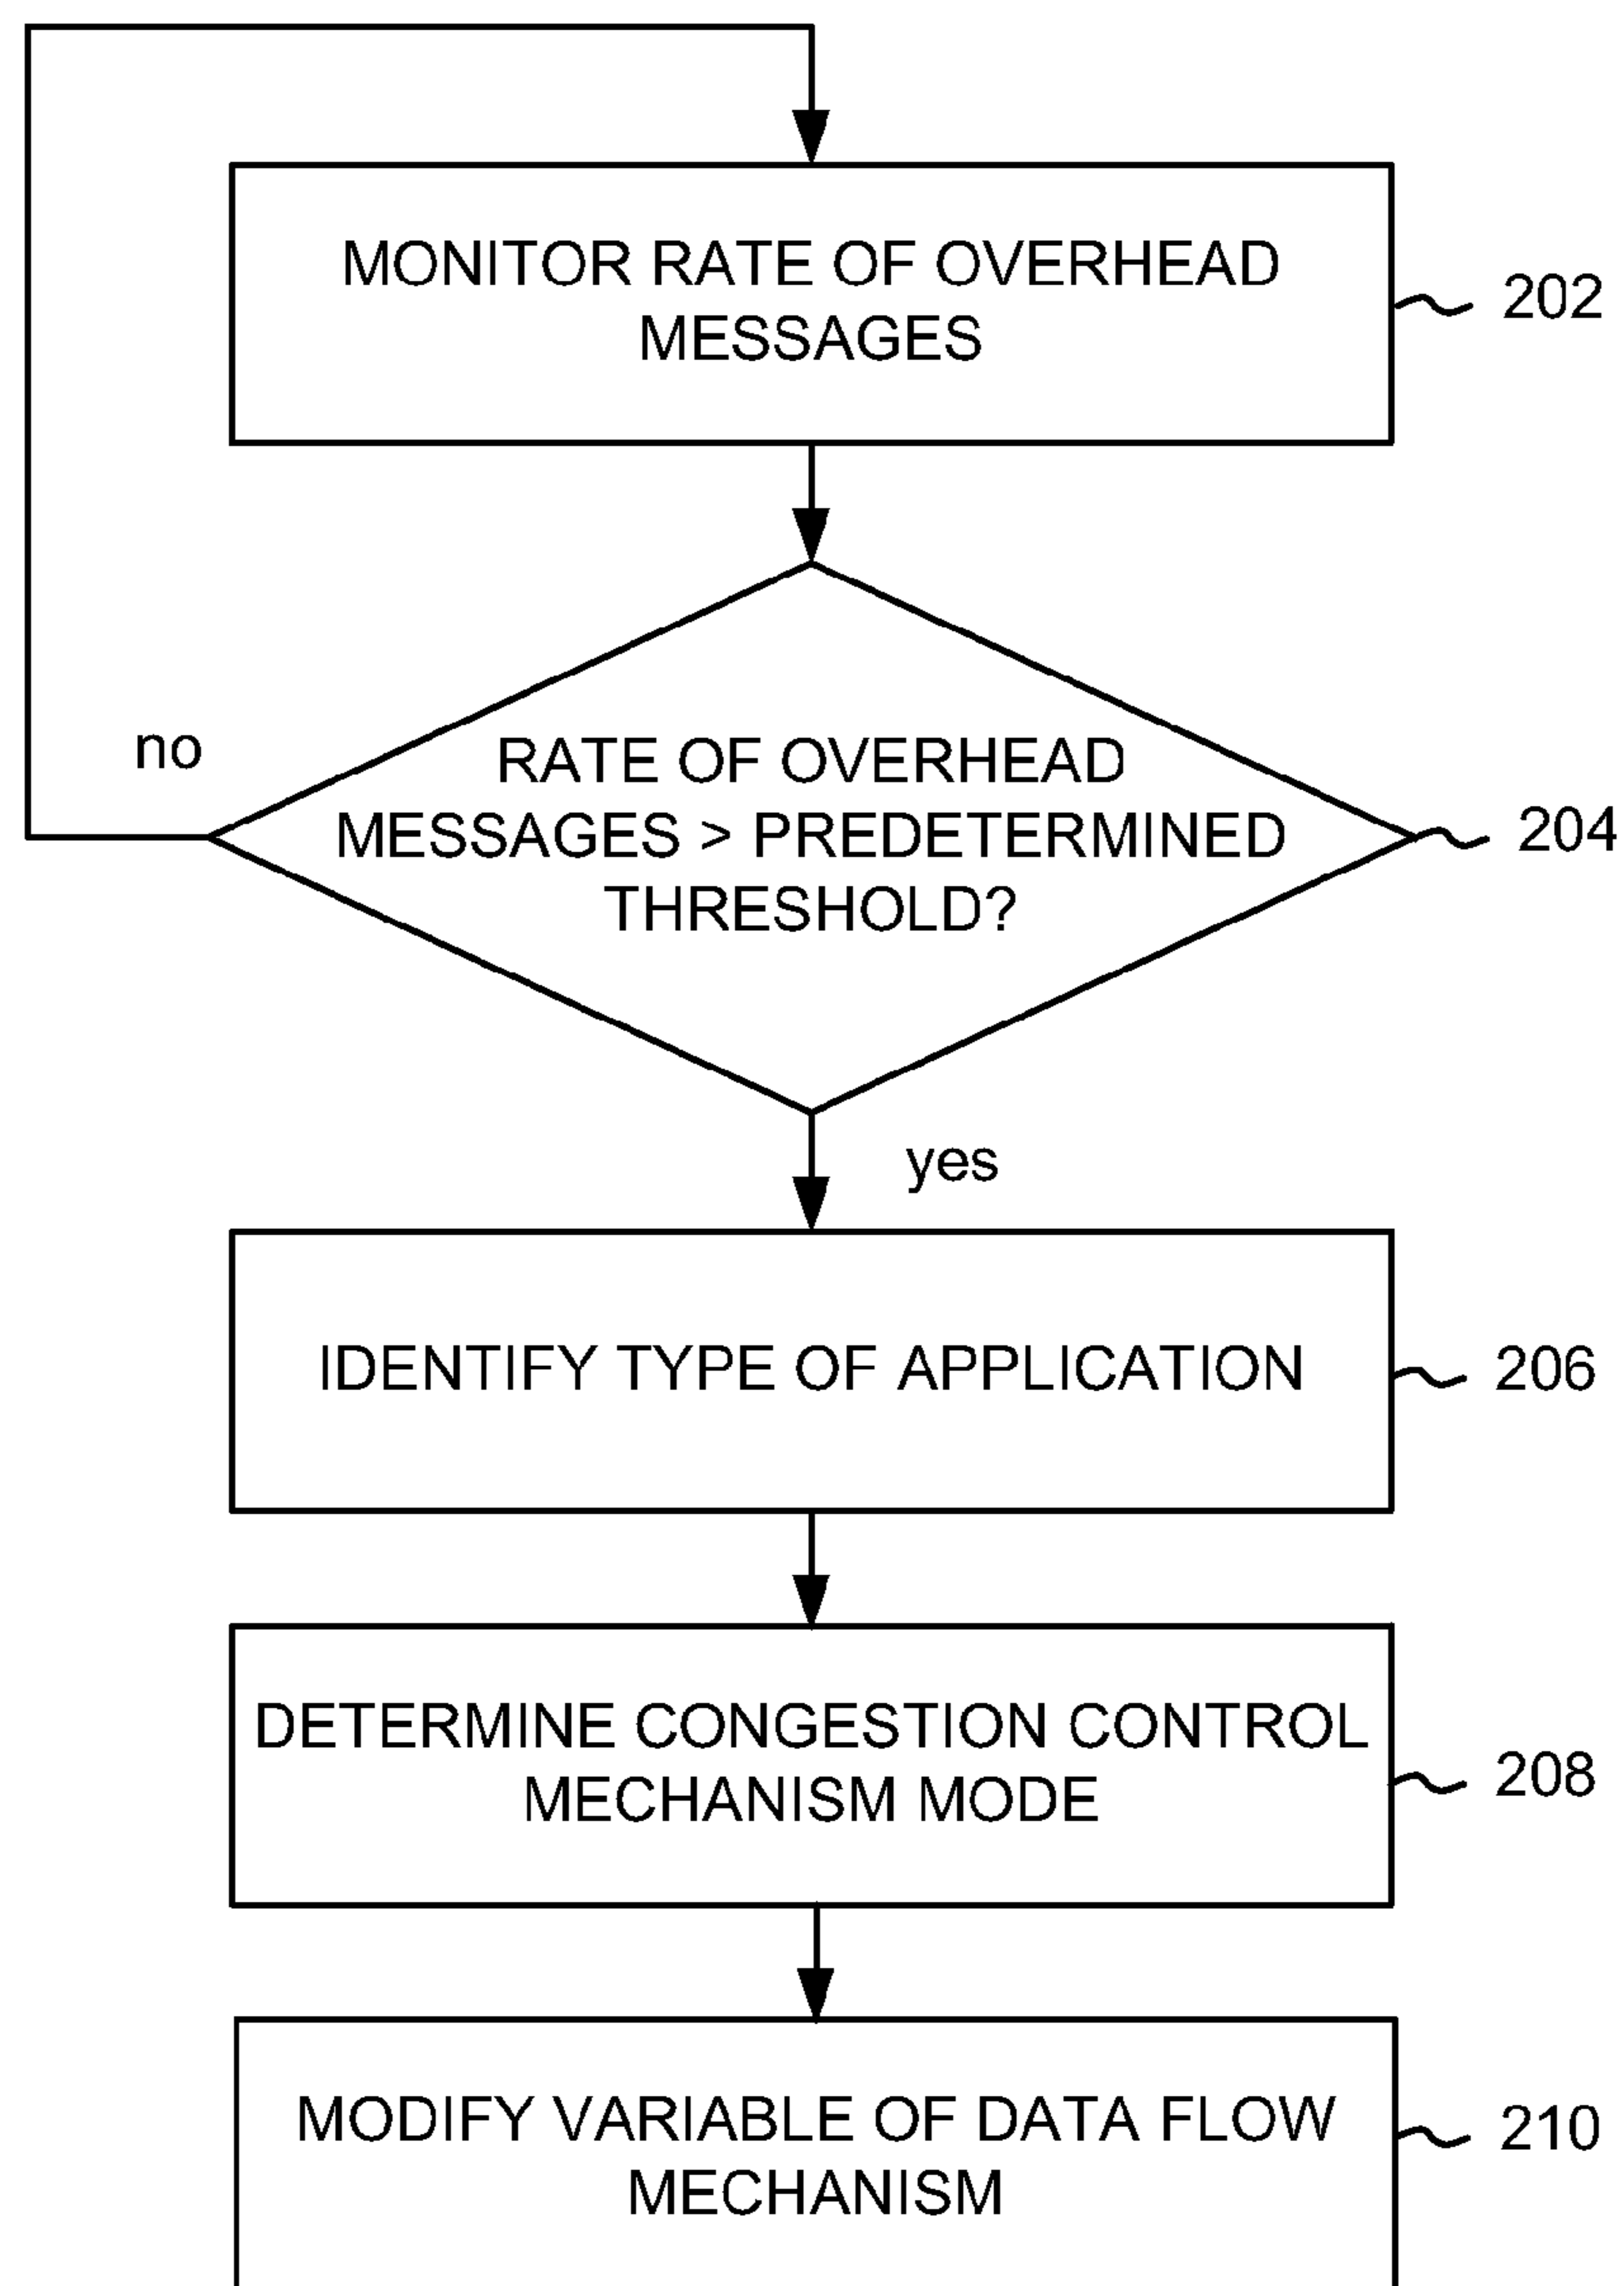 MONITOR RATE OF OVERHEAD
MESSAGES
202
no
RATE OF OVERHEAD
MESSAGES > PREDETERMINED
THRESHOLD?
204
yes
IDENTIFY TYPE OF APPLICATION
206
DETERMINE CONGESTION CONTROL
MECHANISM MODE
208
MODIFY VARIABLE OF DATA FLOW
MECHANISM
210